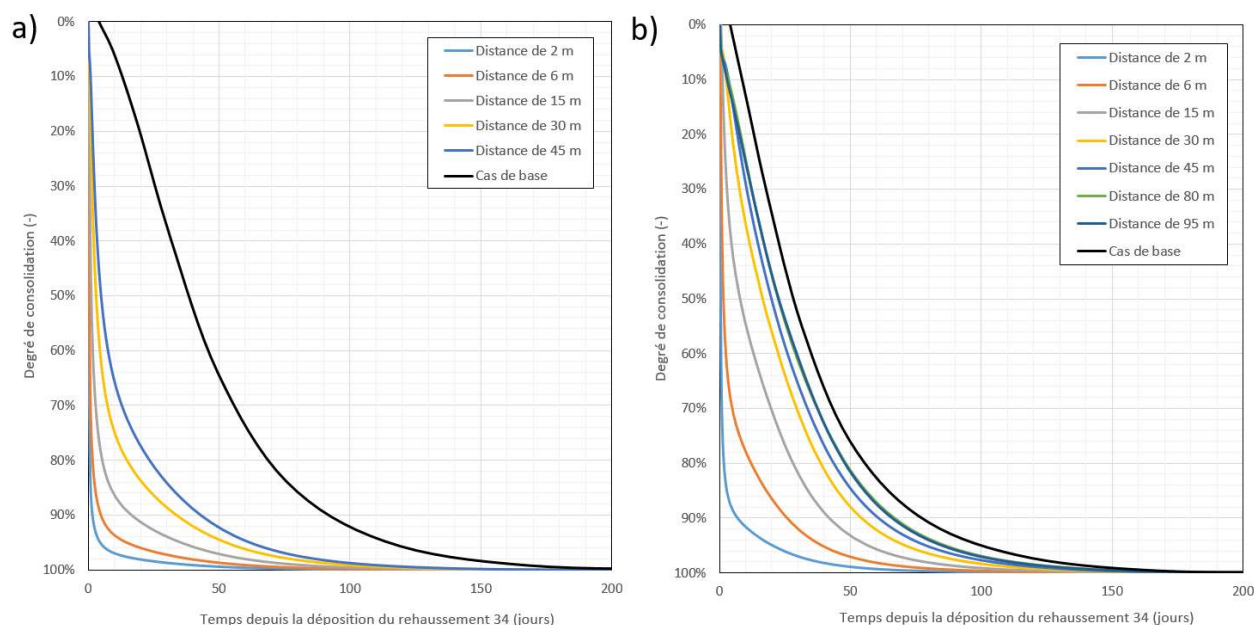 a)
0%
10%
20%
30%
40%
50%
60%
70%
80%
90%
100%
Degré de consolidation (-)
Distance de 2 m
Distance de 6 m
Distance de 15 m
Distance de 30 m
Distance de 45 m
Cas de base
0 50 100 150 200
Temps depuis la déposition du rehaussement 34 (jours)
b)
0%
10%
20%
30%
40%
50%
60%
70%
80%
90%
100%
Degré de consolidation (-)
Distance de 2 m
Distance de 6 m
Distance de 15 m
Distance de 30 m
Distance de 45 m
Distance de 80 m
Distance de 95 m
Cas de base
0 50 100 150 200
Temps depuis la déposition du rehaussement 34 (jours)